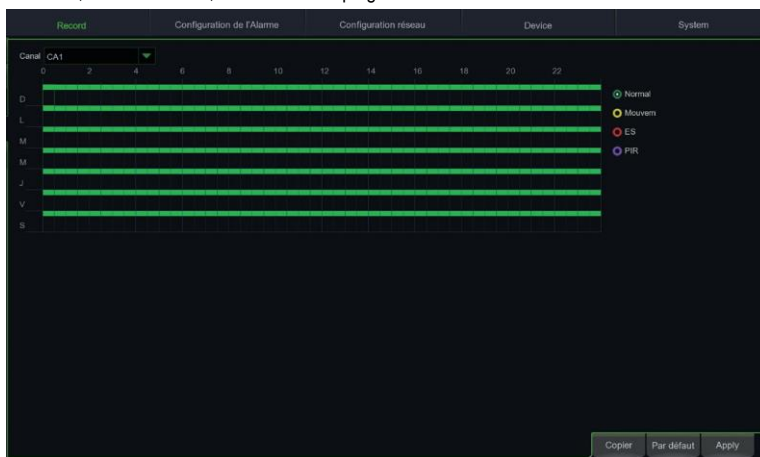 Record Configuration de l'Alarme Configuration réseau Device System
Canal CA1
0 2 4 6 8 10 12 14 16 18 20 22
D
L
M
M
J
V
S
Normal
Mouvem
ES
PIR
Copier Par défaut Apply